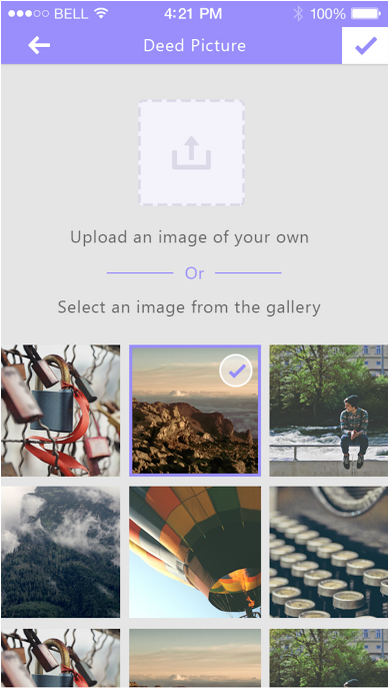 BELL 4:21 PM 100%
Deed Picture
Upload an image of your own
Or
Select an image from the gallery